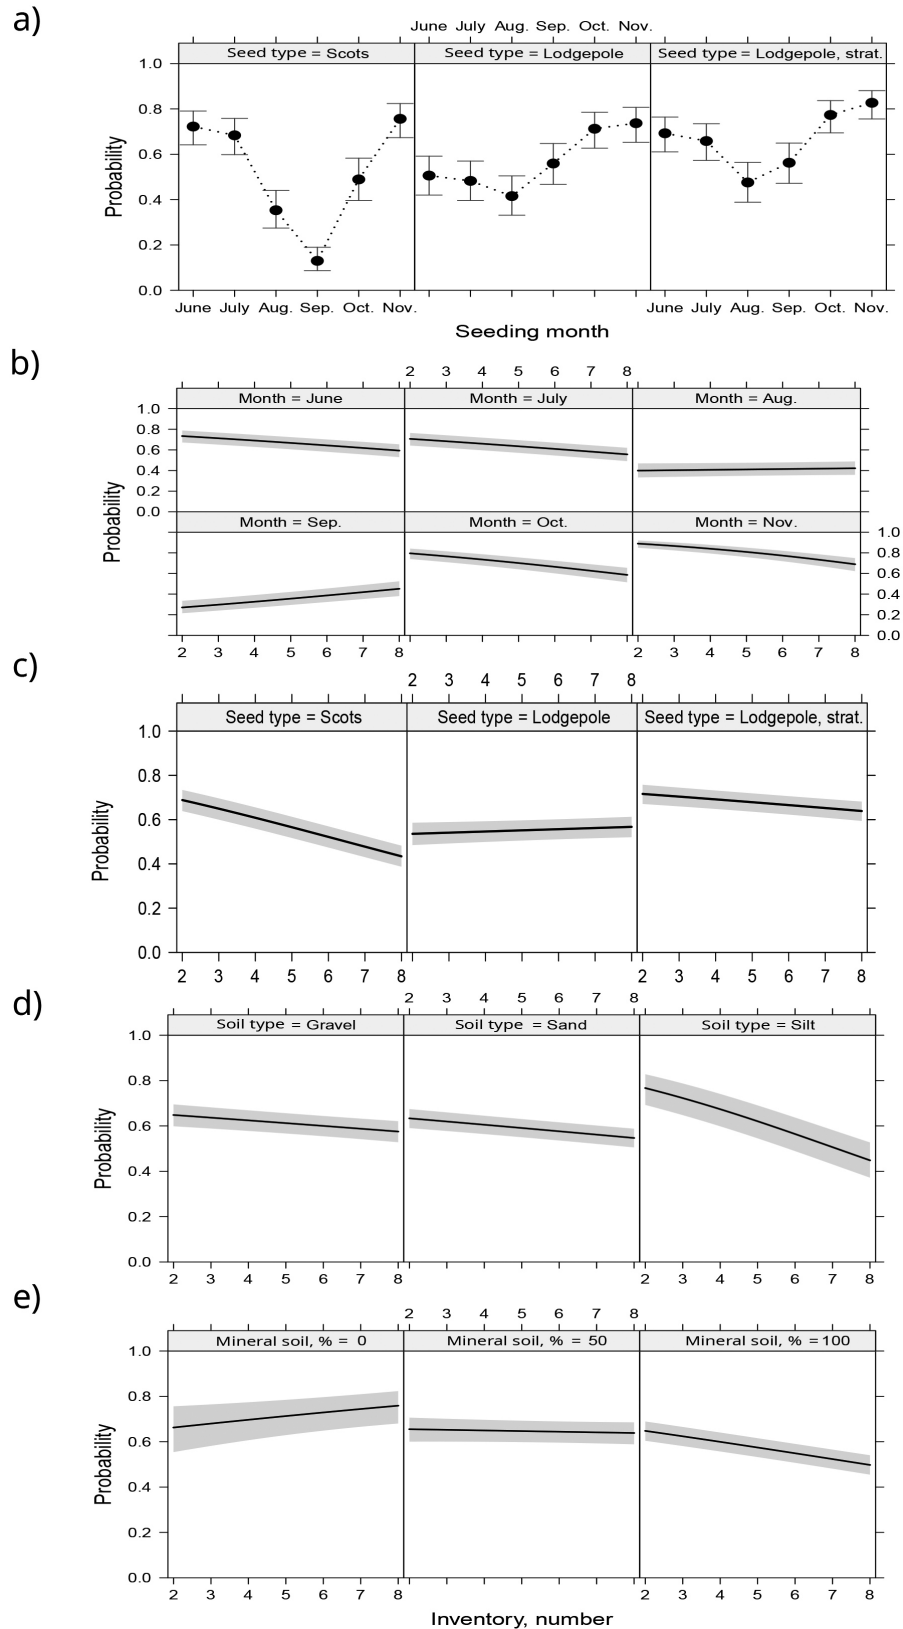 a)
June July Aug. Sep. Oct. Nov.
Seed type = Scots Seed type = Lodgepole Seed type = Lodgepole, strat.
1.0
0.8
0.6
0.4
0.2
0.0
Probability
June July Aug. Sep. Oct. Nov. June July Aug. Sep. Oct. Nov.
Seeding month
b)
2 3 4 5 6 7 8
Month = June Month = July Month = Aug.
1.0
0.8 0.8
0.6 0.6
0.4 0.4
0.2 0.2
0.0
Probability
Month = Sep. Month = Oct. Month = Nov.
1.0
0.8
0.6
0.4
0.2
0.0
2 3 4 5 6 7 8 2 3 4 5 6 7 8
c)
2 3 4 5 6 7 8
Seed type = Scots Seed type = Lodgepole Seed type = Lodgepole, strat.
1.0
0.8
0.6
0.4
0.2
0.0
Probability
2 3 4 5 6 7 8 2 3 4 5 6 7 8
d)
2 3 4 5 6 7 8
Soil type = Gravel Soil type = Sand Soil type = Silt
1.0
0.8
0.6
0.4
0.2
0.0
Probability
2 3 4 5 6 7 8 2 3 4 5 6 7 8
e)
2 3 4 5 6 7 8
Mineral soil, % = 0 Mineral soil, % = 50 Mineral soil, % = 100
1.0
0.8
0.6
0.4
0.2
0.0
Probability
2 3 4 5 6 7 8 2 3 4 5 6 7 8
Inventory, number